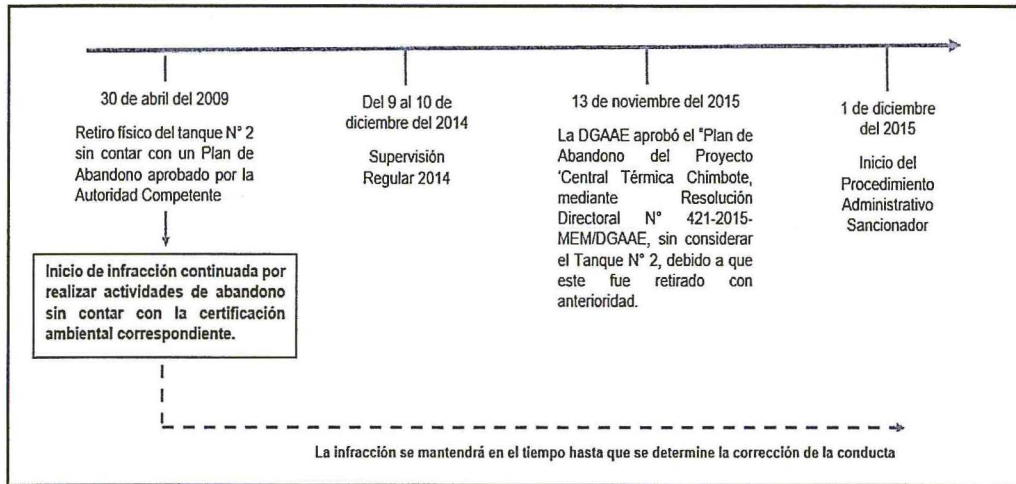 30 de abril del 2009
Retiro físico del tanque N° 2
sin contar con un Plan de
Abandono aprobado por la
Autoridad Competente
Inicio de infracción continuada por
realizar actividades de abandono
sin contar con la certificación
ambiental correspondiente.
Del 9 al 10 de
diciembre del 2014
Supervisión
Regular 2014
13 de noviembre del 2015
La DGAAE aprobó el "Plan de
Abandono del Proyecto
'Central Térmica Chimbote,
mediante Resolución
Directoral N° 421-2015-
MEM/DGAAE, sin considerar
el Tanque N° 2, debido a que
este fue retirado con
anterioridad.
1 de diciembre
del 2015
Inicio del
Procedimiento
Administrativo
Sancionador
La infracción se mantendrá en el tiempo hasta que se determine la corrección de la conducta